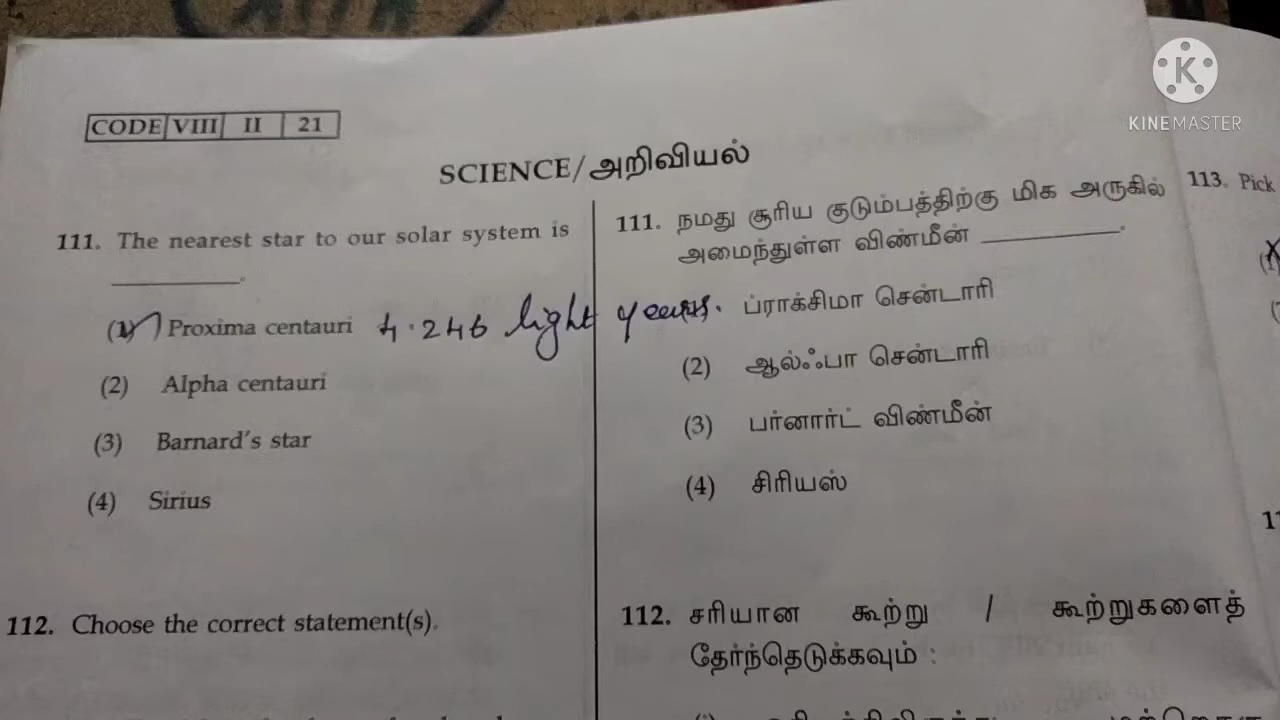 K
KINEMASTER
CODE VIII II 21
SCIENCE/அறிவியல்
111. The nearest star to our solar system is
____________.
(1) Proxima centauri 4.246 light years.
(2) Alpha centauri
(3) Barnard's star
(4) Sirius
112. Choose the correct statement(s).
111. நமது சூரிய குடும்பத்திற்கு மிக அருகில்
அமைந்துள்ள விண்மீன் ____________.
ப்ராக்சிமா சென்டாரி
(2) ஆல்ஃபா சென்டாரி
(3) பர்னார்ட் விண்மீன்
(4) சிரியஸ்
112. சரியான கூற்று / கூற்றுகளைத்
தேர்ந்தெடுக்கவும் :
113. Pick